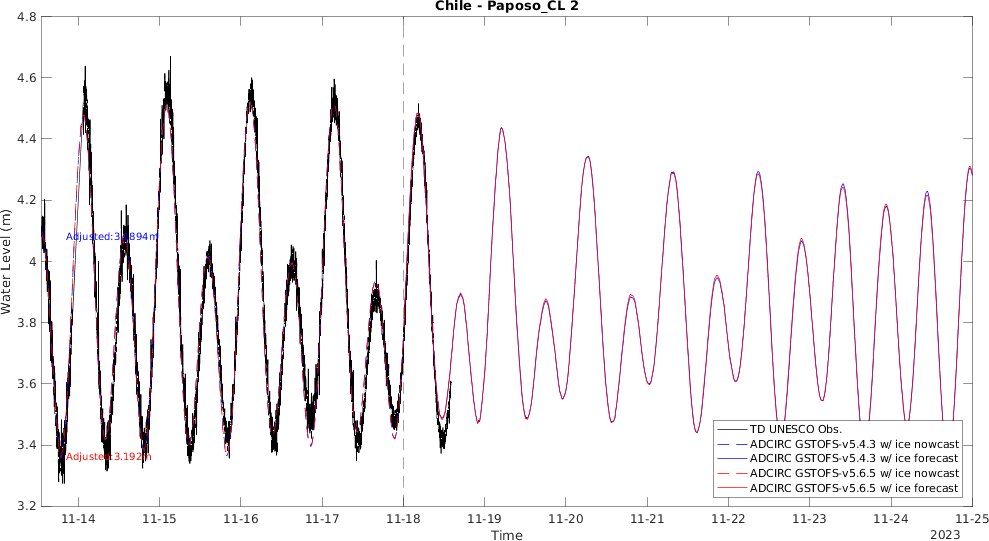 Chile - Paposo_CL 2
4.8
4.6
4.4
4.2
4
3.8
3.6
3.4
3.2
Water Level (m)
Adjusted:3.192m
TD UNESCO Obs.
ADCIRC GSTOFS-v5.4.3 w/ ice nowcast
ADCIRC GSTOFS-v5.4.3 w/ ice forecast
ADCIRC GSTOFS-v5.6.5 w/ ice nowcast
ADCIRC GSTOFS-v5.6.5 w/ ice forecast
11-14 11-15 11-16 11-17 11-18 11-19 11-20 11-21 11-22 11-23 11-24 11-25
Time
2023